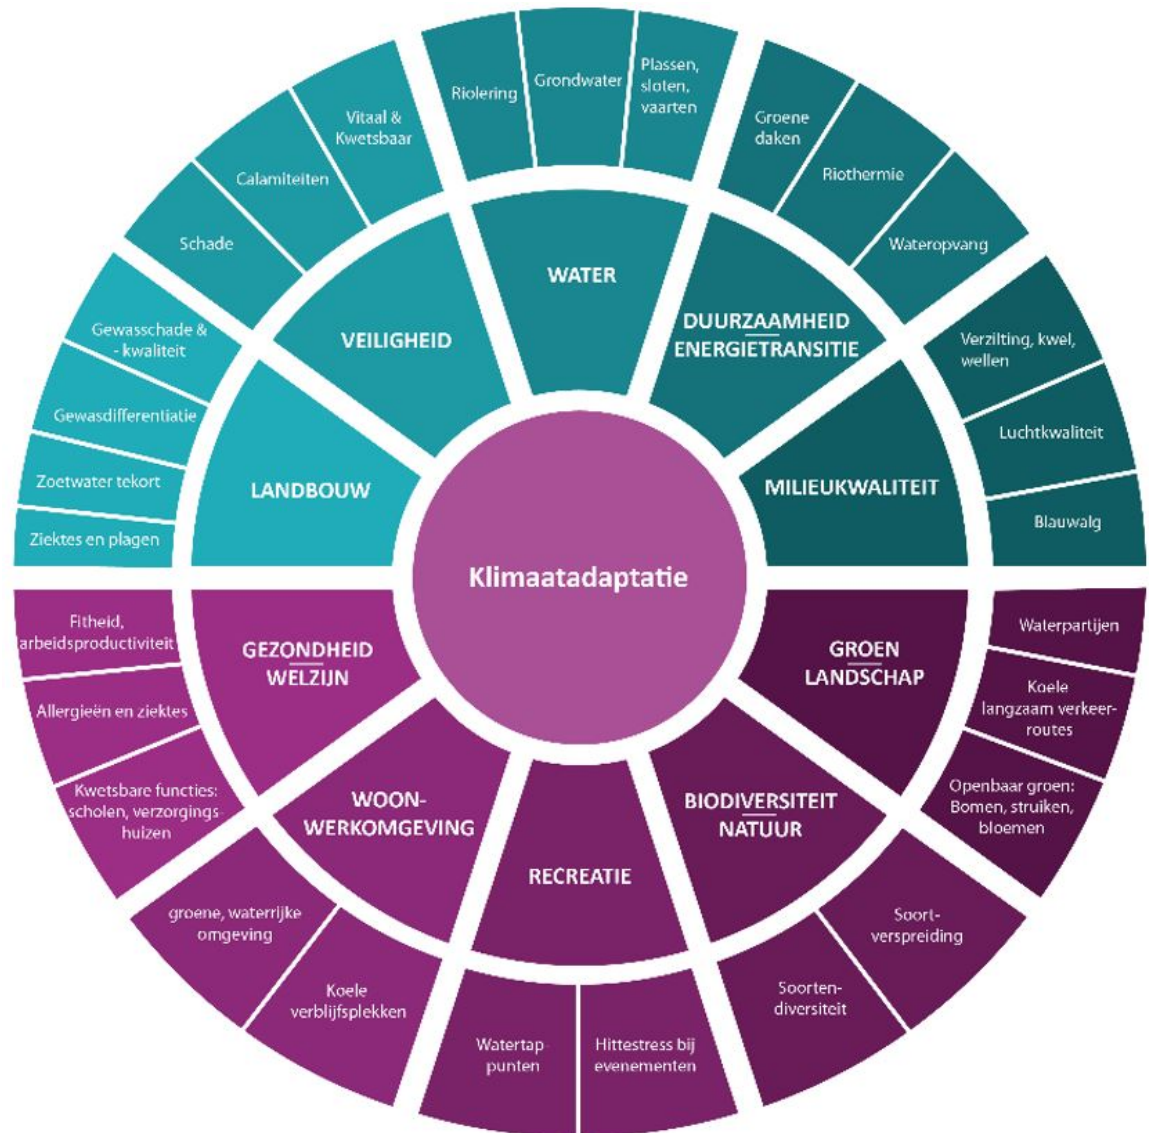 Riolering
Grondwater
Plassen,
sloten,
vaarten
Groene
daken
Riothermie
Wateropvang
Verzilting, kwel,
wellen
Luchtkwaliteit
Blauwalg
Waterpartijen
Koele
langzaam verkeer-
routes
Openbaar groen:
Bomen, struiken,
bloemen
Soort-
verspreiding
Soorten-
diversiteit
Hittestress bij
evenementen
Watertap-
punten
Koele
verblijfsplekken
groene, waterrijke
omgeving
Kwetsbare functies:
scholen, verzorgings-
huizen
Allergieën en ziektes
Fitheid,
arbeidsproductiviteit
Ziektes en plagen
Zoetwater tekort
Gewasdifferentiatie
Gewasschade &
- kwaliteit
Schade
Calamiteiten
Vitaal &
Kwetsbaar
WATER
DUURZAAMHEID
ENERGIETRANSITIE
MILIEUKWALITEIT
GROEN
LANDSCHAP
BIODIVERSITEIT
NATUUR
RECREATIE
WOON-
WERKOMGEVING
GEZONDHEID
WELZIJN
LANDBOUW
VEILIGHEID
Klimaatadaptatie